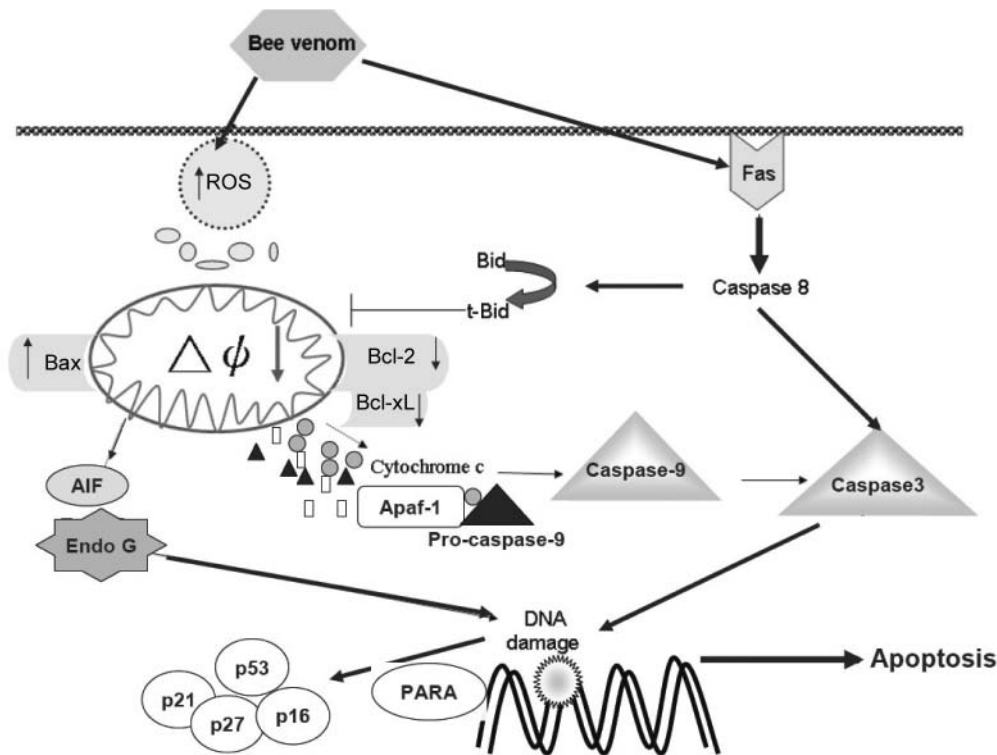 Bee venom
ROS
Fas
Bid
t-Bid
Caspase 8
Bax
△ ϕ
Bcl-2
Bcl-xL
Cytochrome c
Caspase-9
Caspase3
AIF
Apaf-1
Pro-caspase-9
Endo G
DNA
damage
Apoptosis
p53
p21
p27
p16
PARA